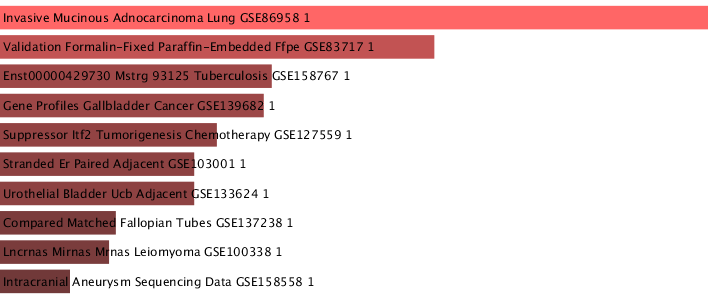 Invasive Mucinous Adnocarcinoma Lung GSE86958 1
Validation Formalin-Fixed Paraffin-Embedded Ffpe GSE83717 1
Enst00000429730 Mstrg 93125 Tuberculosis GSE158767 1
Gene Profiles Gallbladder Cancer GSE139682 1
Suppressor Itf2 Tumorigenesis Chemotherapy GSE127559 1
Stranded Er Paired Adjacent GSE103001 1
Urothelial Bladder Ucb Adjacent GSE133624 1
Compared Matched Fallopian Tubes GSE137238 1
Lncrnas Mirnas Mrnas Leiomyoma GSE100338 1
Intracranial Aneurysm Sequencing Data GSE158558 1